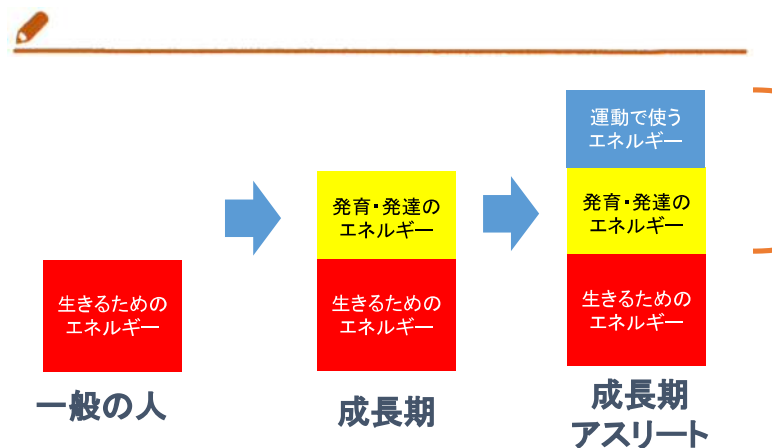 運動で使う
エネルギー
発育・発達の
エネルギー
発育・発達の
エネルギー
生きるための
エネルギー
生きるための
エネルギー
生きるための
エネルギー
一般の人
成長期
成長期
アスリート